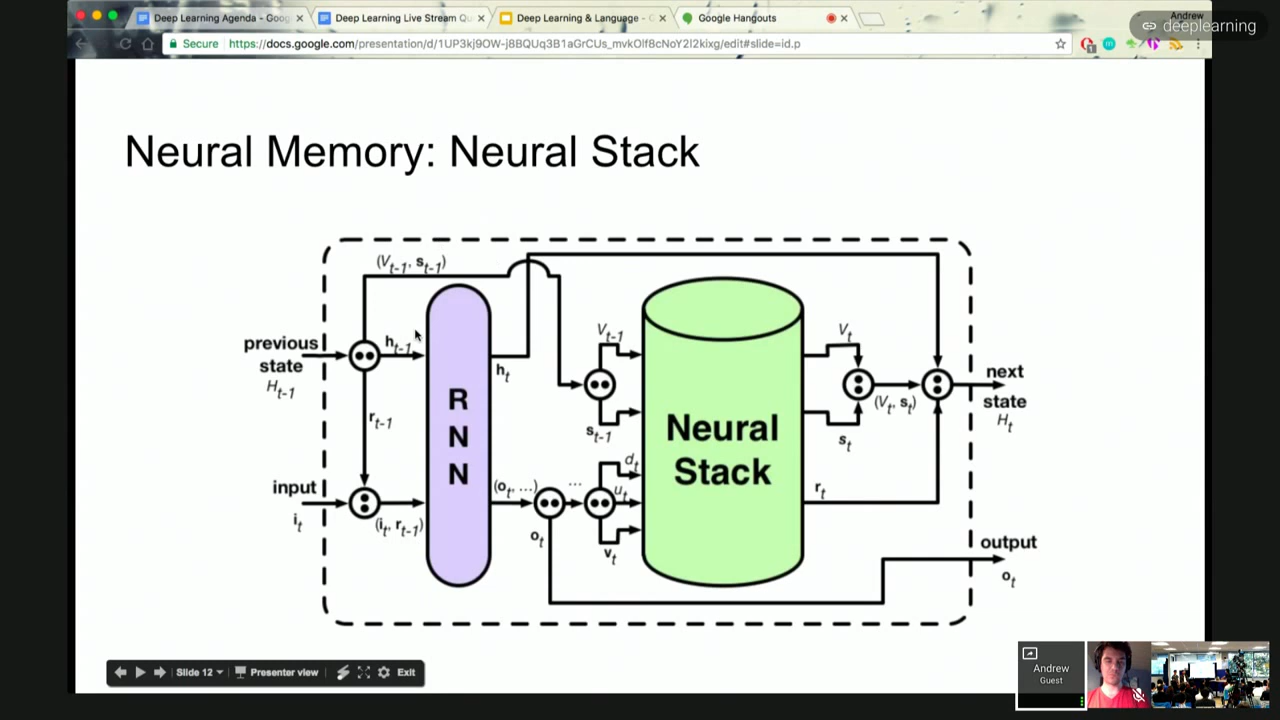 Deep Learning Agenda - Goog
Deep Learning Live Stream Qu
Deep Learning & Language - G
Google Hangouts
Andrew
deeplearning
Secure
https://docs.google.com/presentation/d/1UP3kj9OW-j8BQUq3B1aGrCUs_mvkOlf8cNoY2l2kixg/edit#slide=id.p
Neural Memory: Neural Stack
(Vt-1, st-1)
previous
state
Ht-1
ht-1
rt-1
input
it
(it, rt-1)
R
N
N
ht
(ot, ...)
ot
...
Vt-1
st-1
dt
ut
vt
Neural
Stack
Vt
st
(Vt, st)
rt
next
state
Ht
output
ot
Slide 12
Presenter view
Exit
Andrew
Guest